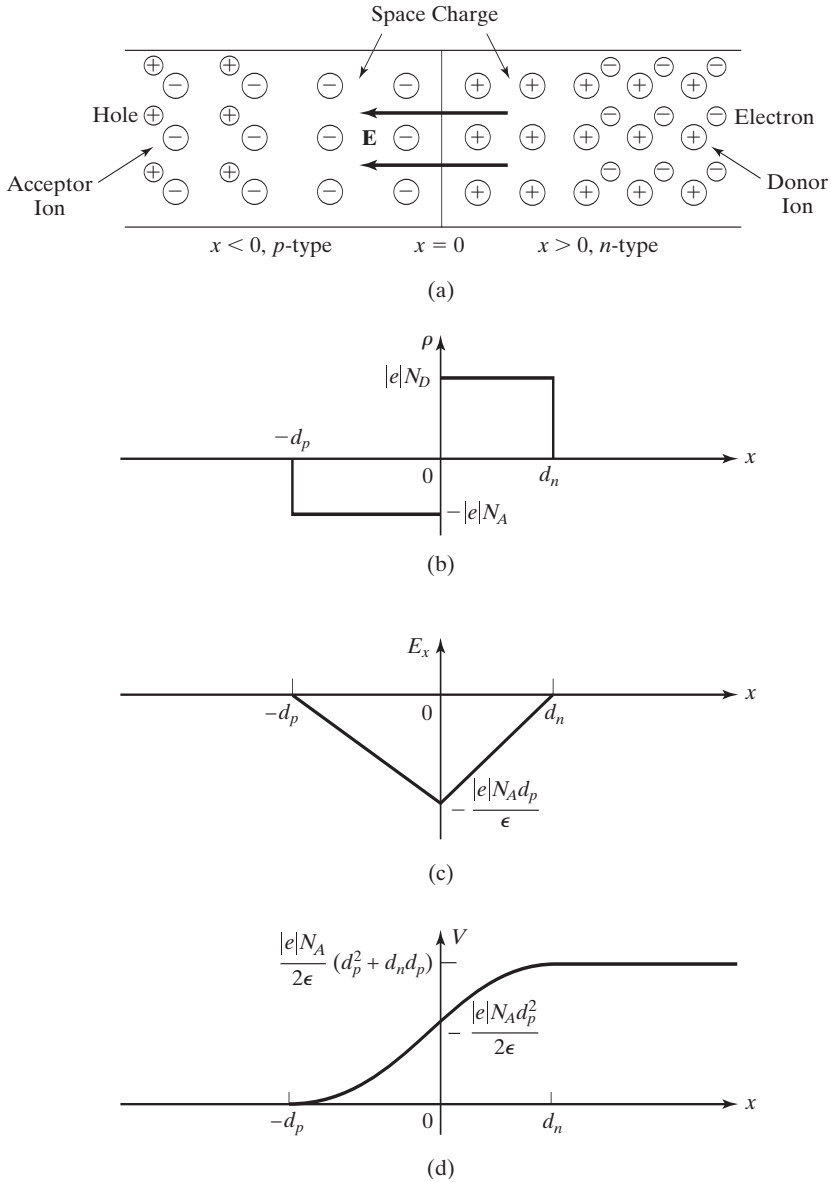 Space Charge
Hole
E
Electron
Acceptor
Ion
Donor
Ion
x < 0, p-type
x = 0
x > 0, n-type
(a)
ρ
|e|N_D
−d_p
0
d_n
x
−|e|N_A
(b)
E_x
x
−d_p
0
d_n
− |e|N_A d_p / ϵ
(c)
V
|e|N_A / 2ϵ (d_p^2 + d_n d_p)
− |e|N_A d_p^2 / 2ϵ
x
−d_p
0
d_n
(d)